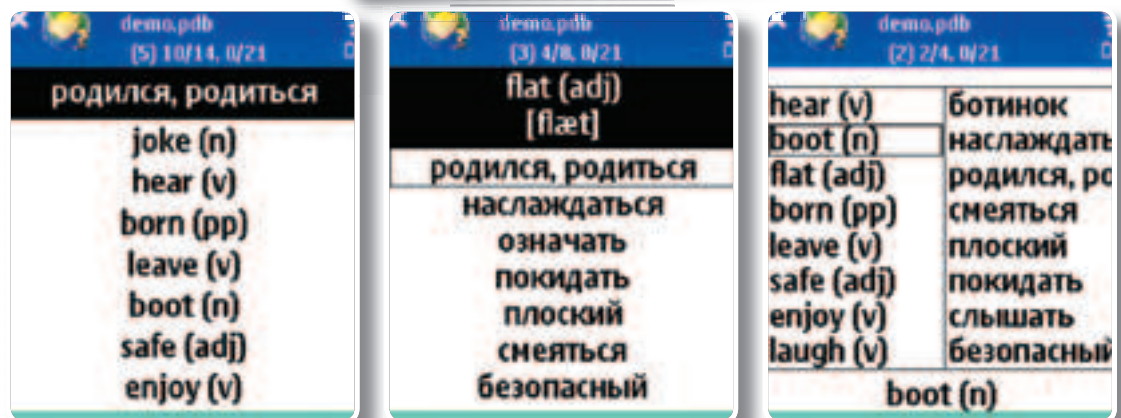 demo.pdb
(5) 10/14, 0/21
родился, родиться
joke (n)
hear (v)
born (pp)
leave (v)
boot (n)
safe (adj)
enjoy (v)
demo.pdb
(3) 4/8, 0/21
flat (adj)
[flæt]
родился, родиться
наслаждаться
означать
покидать
плоский
смеяться
безопасный
demo.pdb
(2) 2/4, 0/21
hear (v) ботинок
boot (n) наслаждать
flat (adj) родился, ро
born (pp) смеяться
leave (v) плоский
safe (adj) покидать
enjoy (v) слышать
laugh (v) безопасный
boot (n)